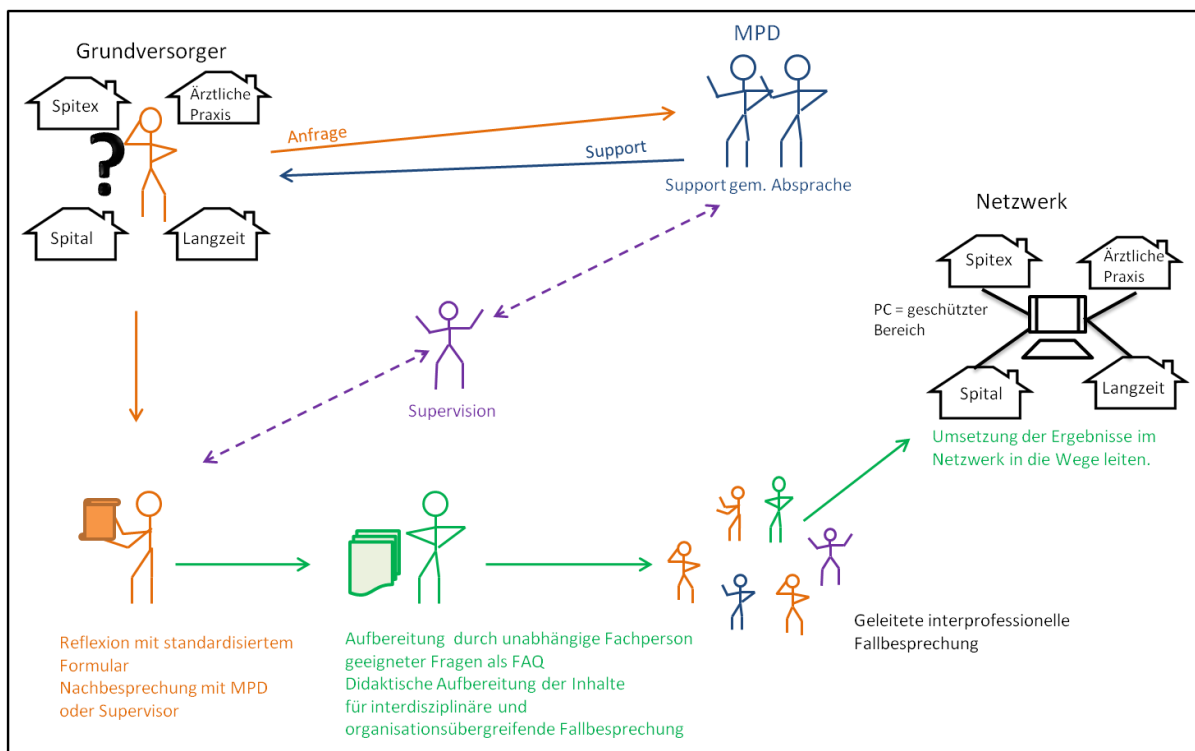 Grundversorger
Spitex
Ärztliche
Praxis
?
Spital
Langzeit
Anfrage
Support
MPD
Support gem. Absprache
Supervision
Netzwerk
Spitex
Ärztliche
Praxis
PC = geschützter
Bereich
Spital
Langzeit
Umsetzung der Ergebnisse im
Netzwerk in die Wege leiten.
Reflexion mit standardisiertem
Formular
Nachbesprechung mit MPD
oder Supervisor
Aufbereitung durch unabhängige Fachperson
geeigneter Fragen als FAQ
Didaktische Aufbereitung der Inhalte
für interdisziplinäre und
organisationsübergreifende Fallbesprechung
Geleitete interprofessionelle
Fallbesprechung